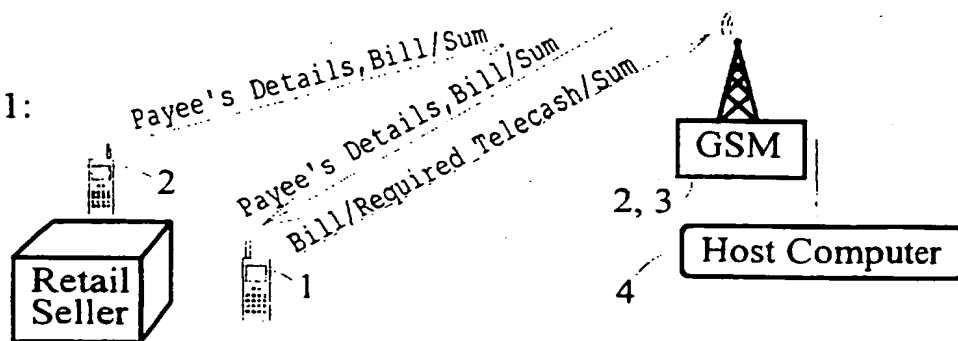 1:
Payee's Details,Bill/Sum
Payee's Details,Bill/Sum
Bill/Required Telecash/Sum
GSM
2
2, 3
Retail
Seller
1
Host Computer
4